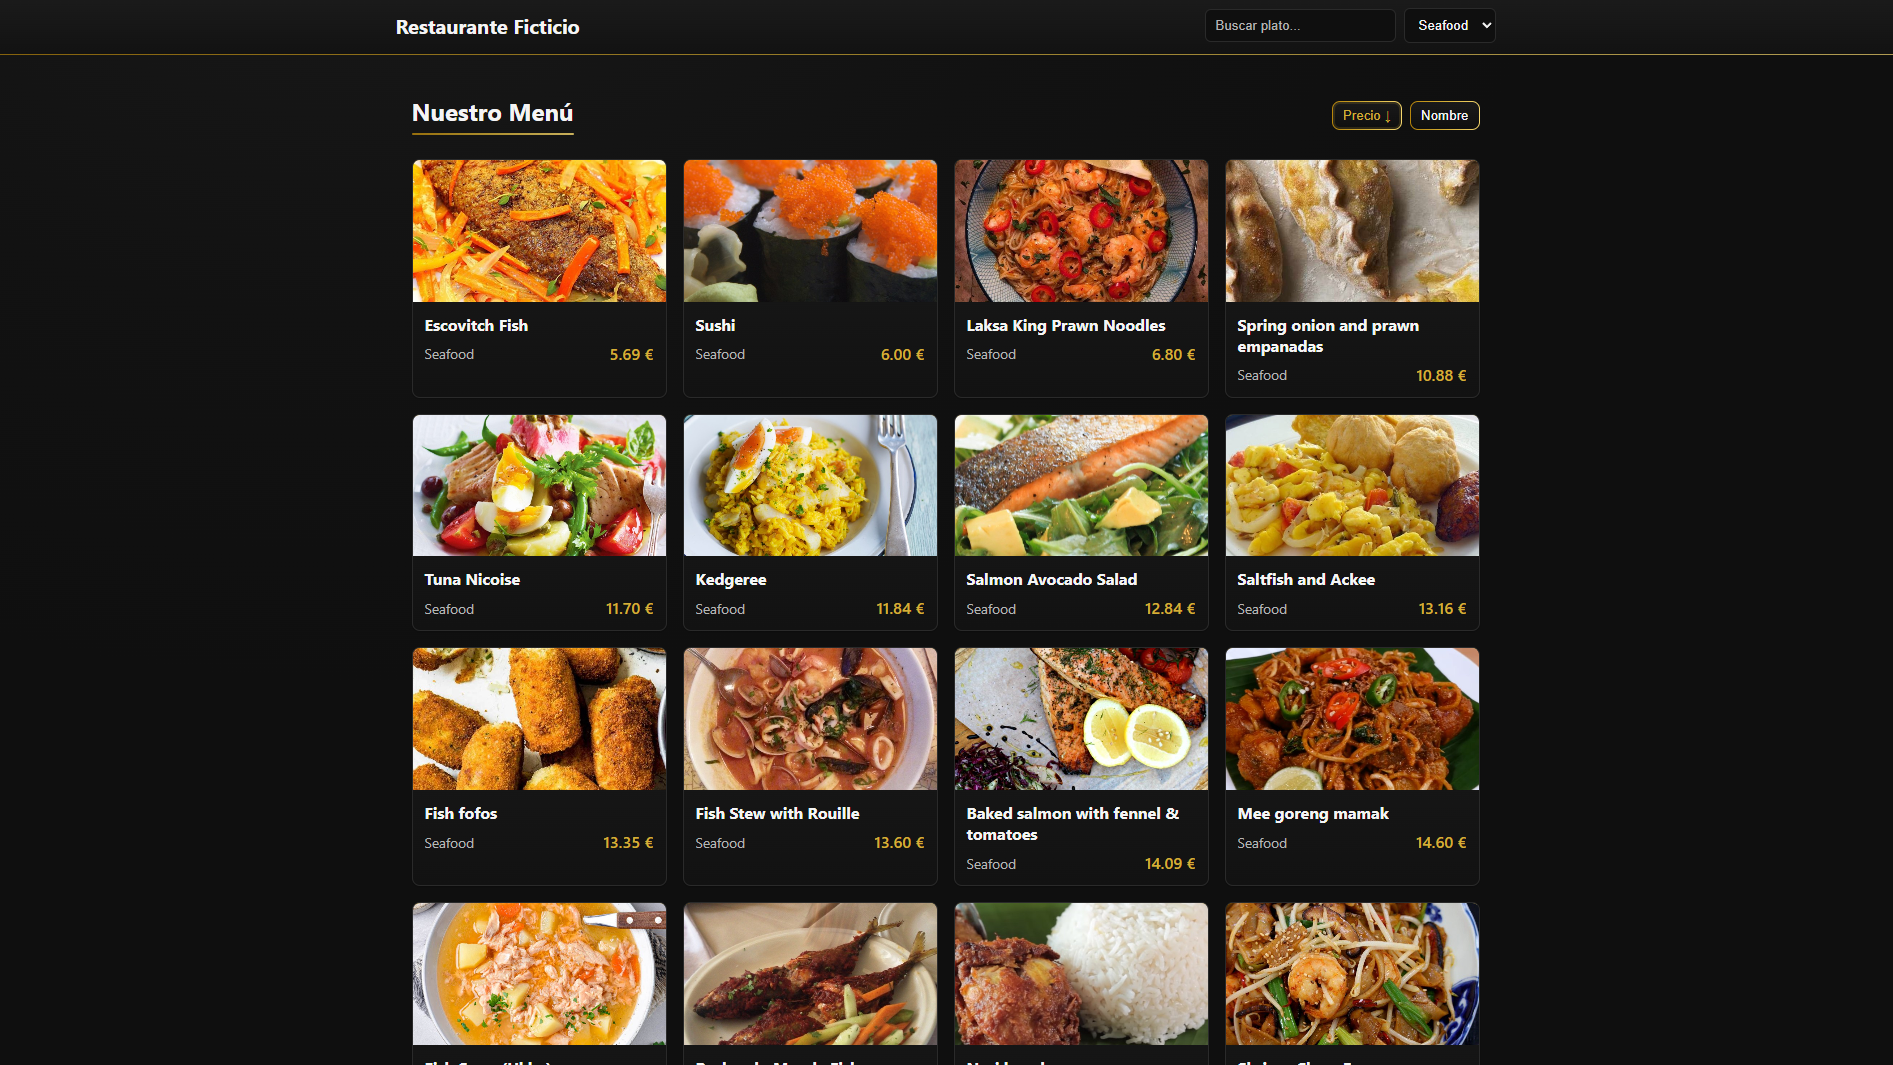 Restaurante Ficticio
Buscar plato...
Seafood
Nuestro Menú
Precio ↓
Nombre
Escovitch Fish
Seafood 5.69 €
Sushi
Seafood 6.00 €
Laksa King Prawn Noodles
Seafood 6.80 €
Spring onion and prawn
empanadas
Seafood 10.88 €
Tuna Nicoise
Seafood 11.70 €
Kedgeree
Seafood 11.84 €
Salmon Avocado Salad
Seafood 12.84 €
Saltfish and Ackee
Seafood 13.16 €
Fish fofos
Seafood 13.35 €
Fish Stew with Rouille
Seafood 13.60 €
Baked salmon with fennel &
tomatoes
Seafood 14.09 €
Mee goreng mamak
Seafood 14.60 €